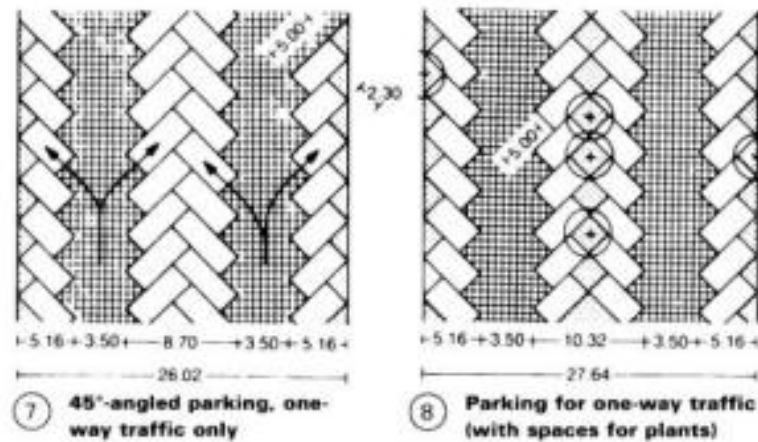 5.00
5.00
2.30
5.16 3.50 8.70 3.50 5.16
26.02
5.16 3.50 10.32 3.50 5.16
27.64
7 45°-angled parking, one-
way traffic only
8 Parking for one-way traffic
(with spaces for plants)